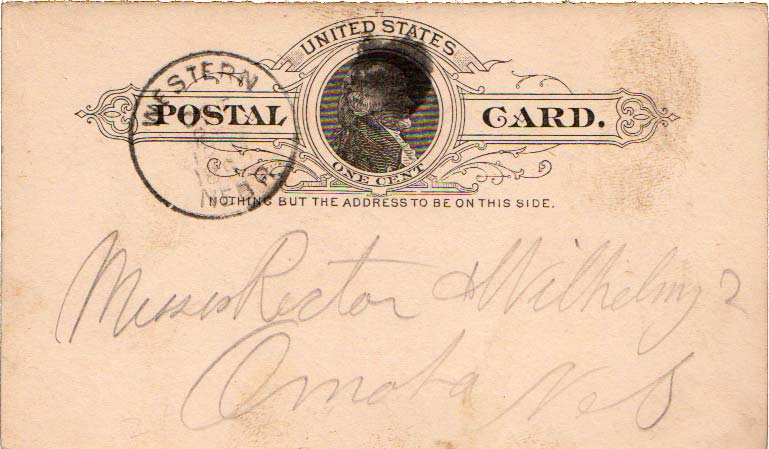 UNITED STATES
POSTAL CARD.
ONE CENT
WESTERN
NEBR
NOTHING BUT THE ADDRESS TO BE ON THIS SIDE.
Messrs Rector & Wilhelmy
Omaha Neb